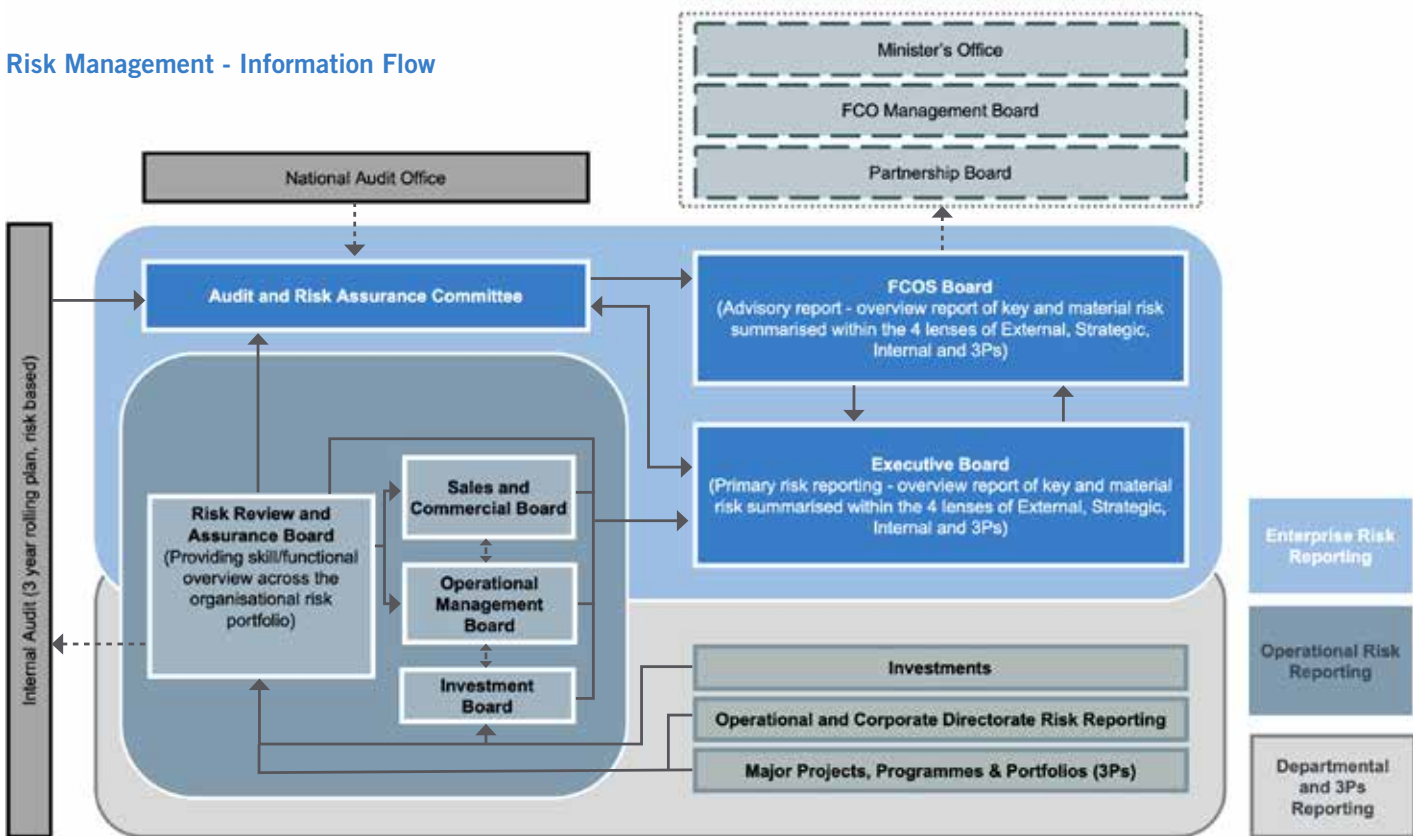 Risk Management - Information Flow
Minister's Office
FCO Management Board
Partnership Board
National Audit Office
Internal Audit (3 year rolling plan, risk based)
Audit and Risk Assurance Committee
FCOS Board
(Advisory report - overview report of key and material risk
summarised within the 4 lenses of External, Strategic,
Internal and 3Ps)
Executive Board
(Primary risk reporting - overview report of key and material
risk summarised within the 4 lenses of External, Strategic,
Internal and 3Ps)
Risk Review and
Assurance Board
(Providing skill/functional
overview across the
organisational risk
portfolio)
Sales and
Commercial Board
Operational
Management
Board
Investment
Board
Investments
Operational and Corporate Directorate Risk Reporting
Major Projects, Programmes & Portfolios (3Ps)
Enterprise Risk
Reporting
Operational Risk
Reporting
Departmental
and 3Ps
Reporting